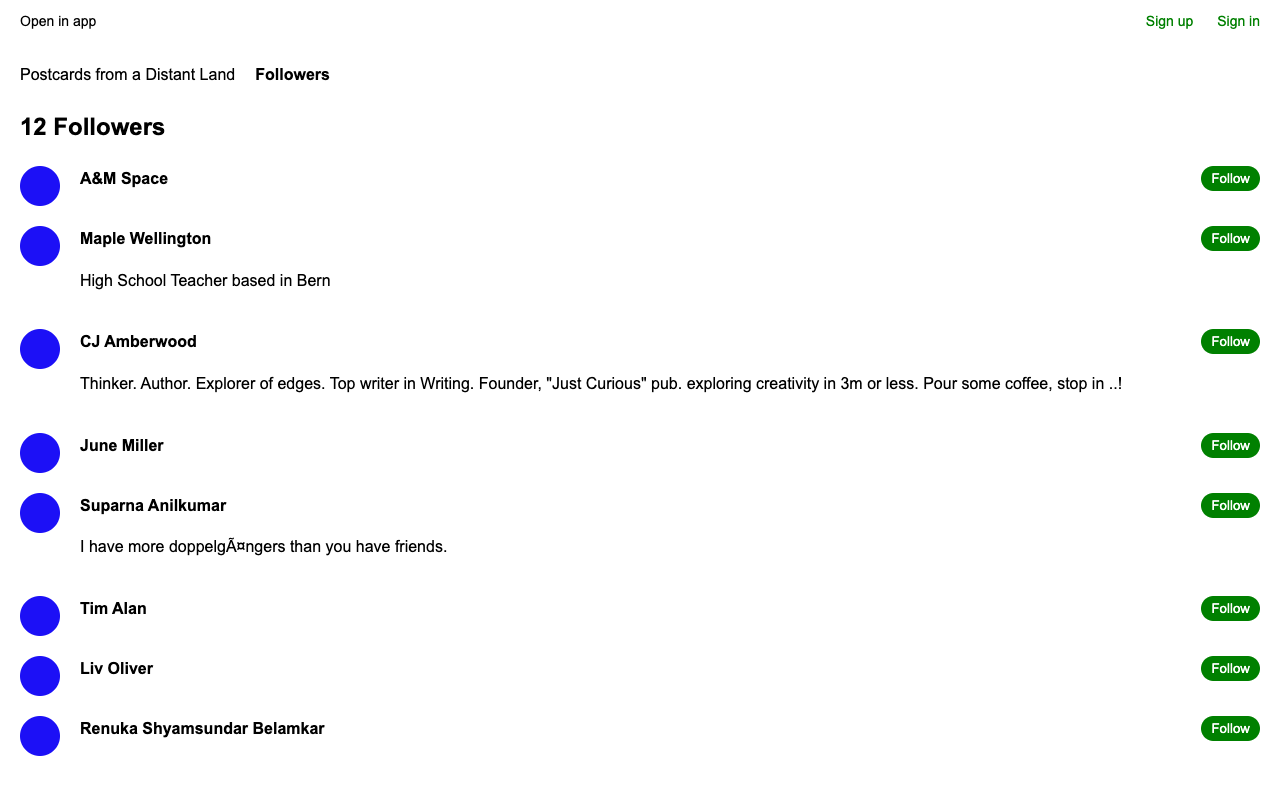 Open in app Sign up Sign in
Postcards from a Distant Land Followers
12 Followers
A&M Space Follow
Maple Wellington Follow
High School Teacher based in Bern
CJ Amberwood Follow
Thinker. Author. Explorer of edges. Top writer in Writing. Founder, "Just Curious" pub. exploring creativity in 3m or less. Pour some coffee, stop in ..!
June Miller Follow
Suparna Anilkumar Follow
I have more doppelgÃ¤ngers than you have friends.
Tim Alan Follow
Liv Oliver Follow
Renuka Shyamsundar Belamkar Follow